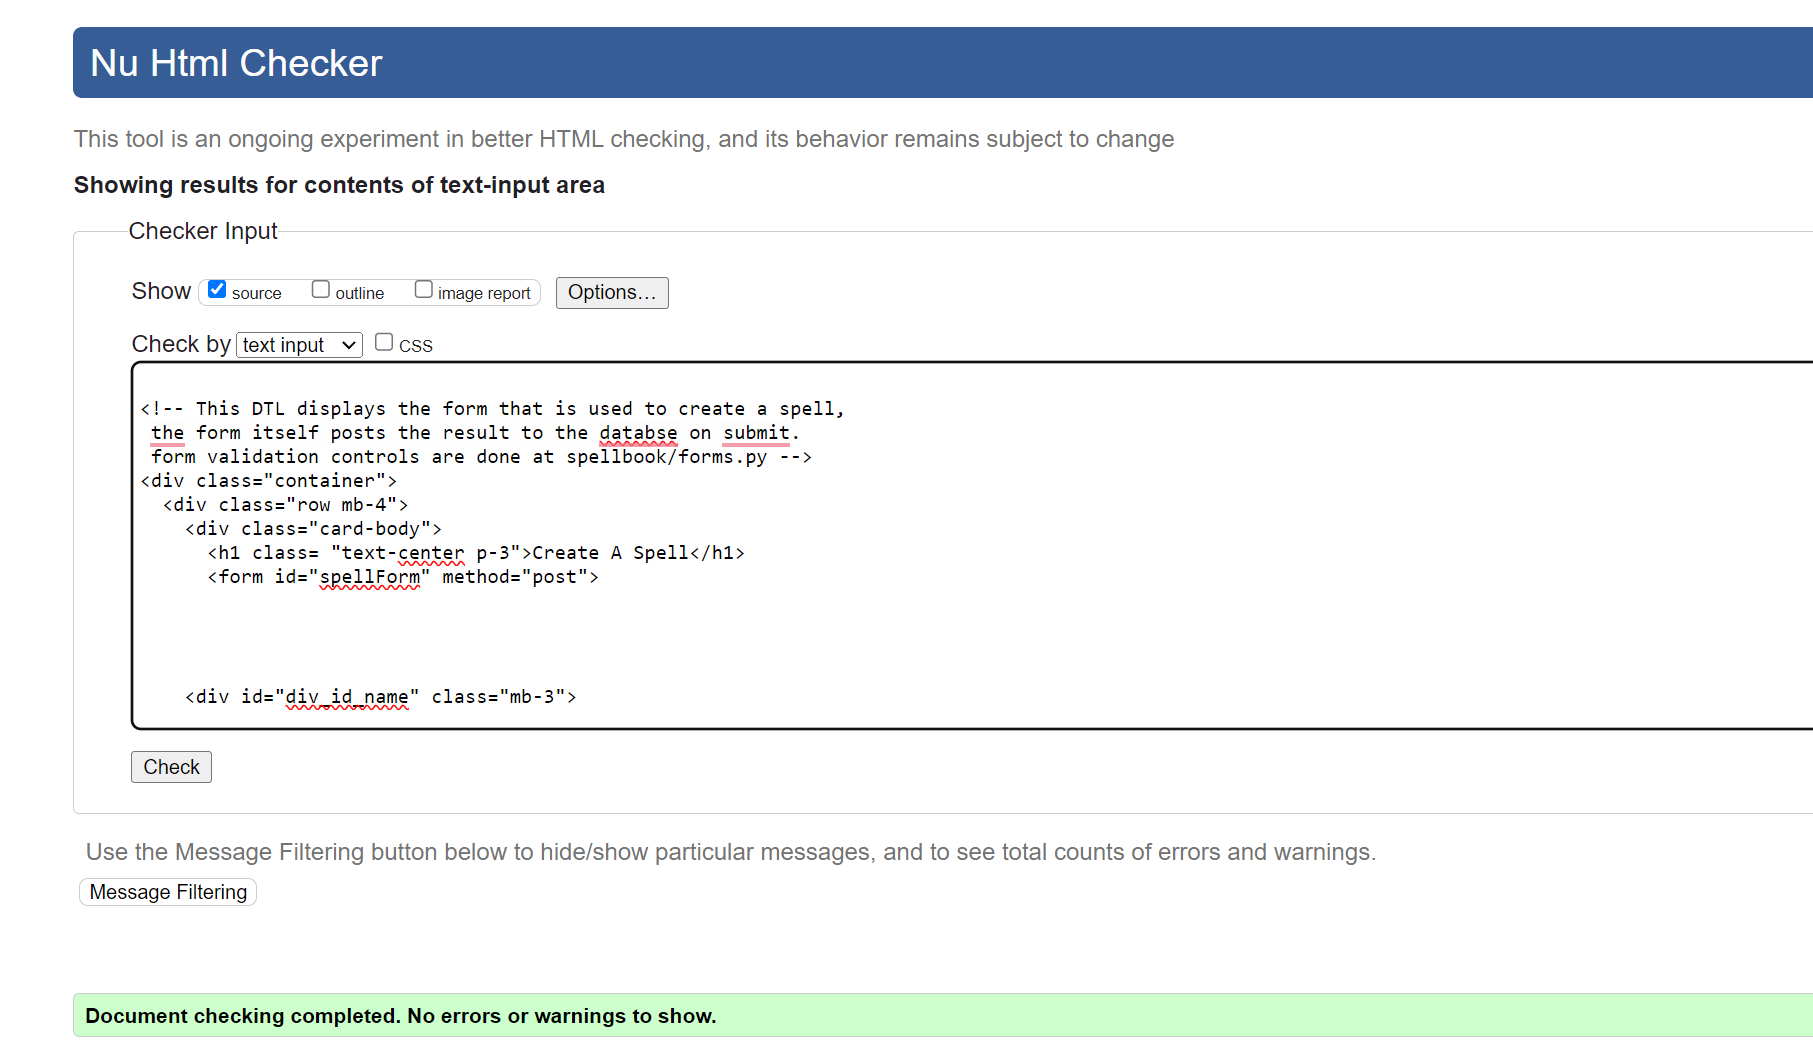 Nu Html Checker
This tool is an ongoing experiment in better HTML checking, and its behavior remains subject to change
Showing results for contents of text-input area
Checker Input
Show source outline image report Options...
Check by text input CSS
<!-- This DTL displays the form that is used to create a spell,
the form itself posts the result to the databse on submit.
form validation controls are done at spellbook/forms.py -->
<div class="container">
<div class="row mb-4">
<div class="card-body">
<h1 class= "text-center p-3">Create A Spell</h1>
<form id="spellForm" method="post">
<div id="div_id_name" class="mb-3">
Check
Use the Message Filtering button below to hide/show particular messages, and to see total counts of errors and warnings.
Message Filtering
Document checking completed. No errors or warnings to show.